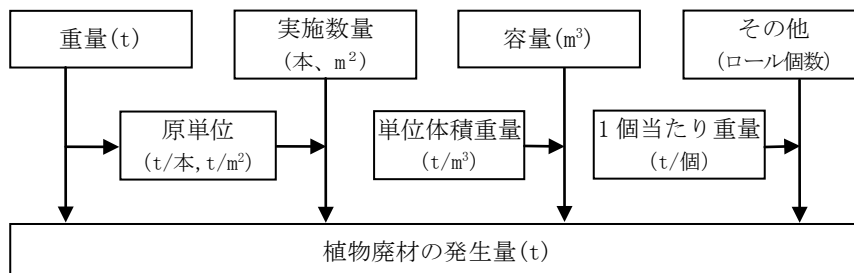 重量(t)
実施数量
(本、m²)
容量(m³)
その他
(ロール個数)
原単位
(t/本,t/m²)
単位体積重量
(t/m³)
1個当たり重量
(t/個)
植物廃材の発生量(t)